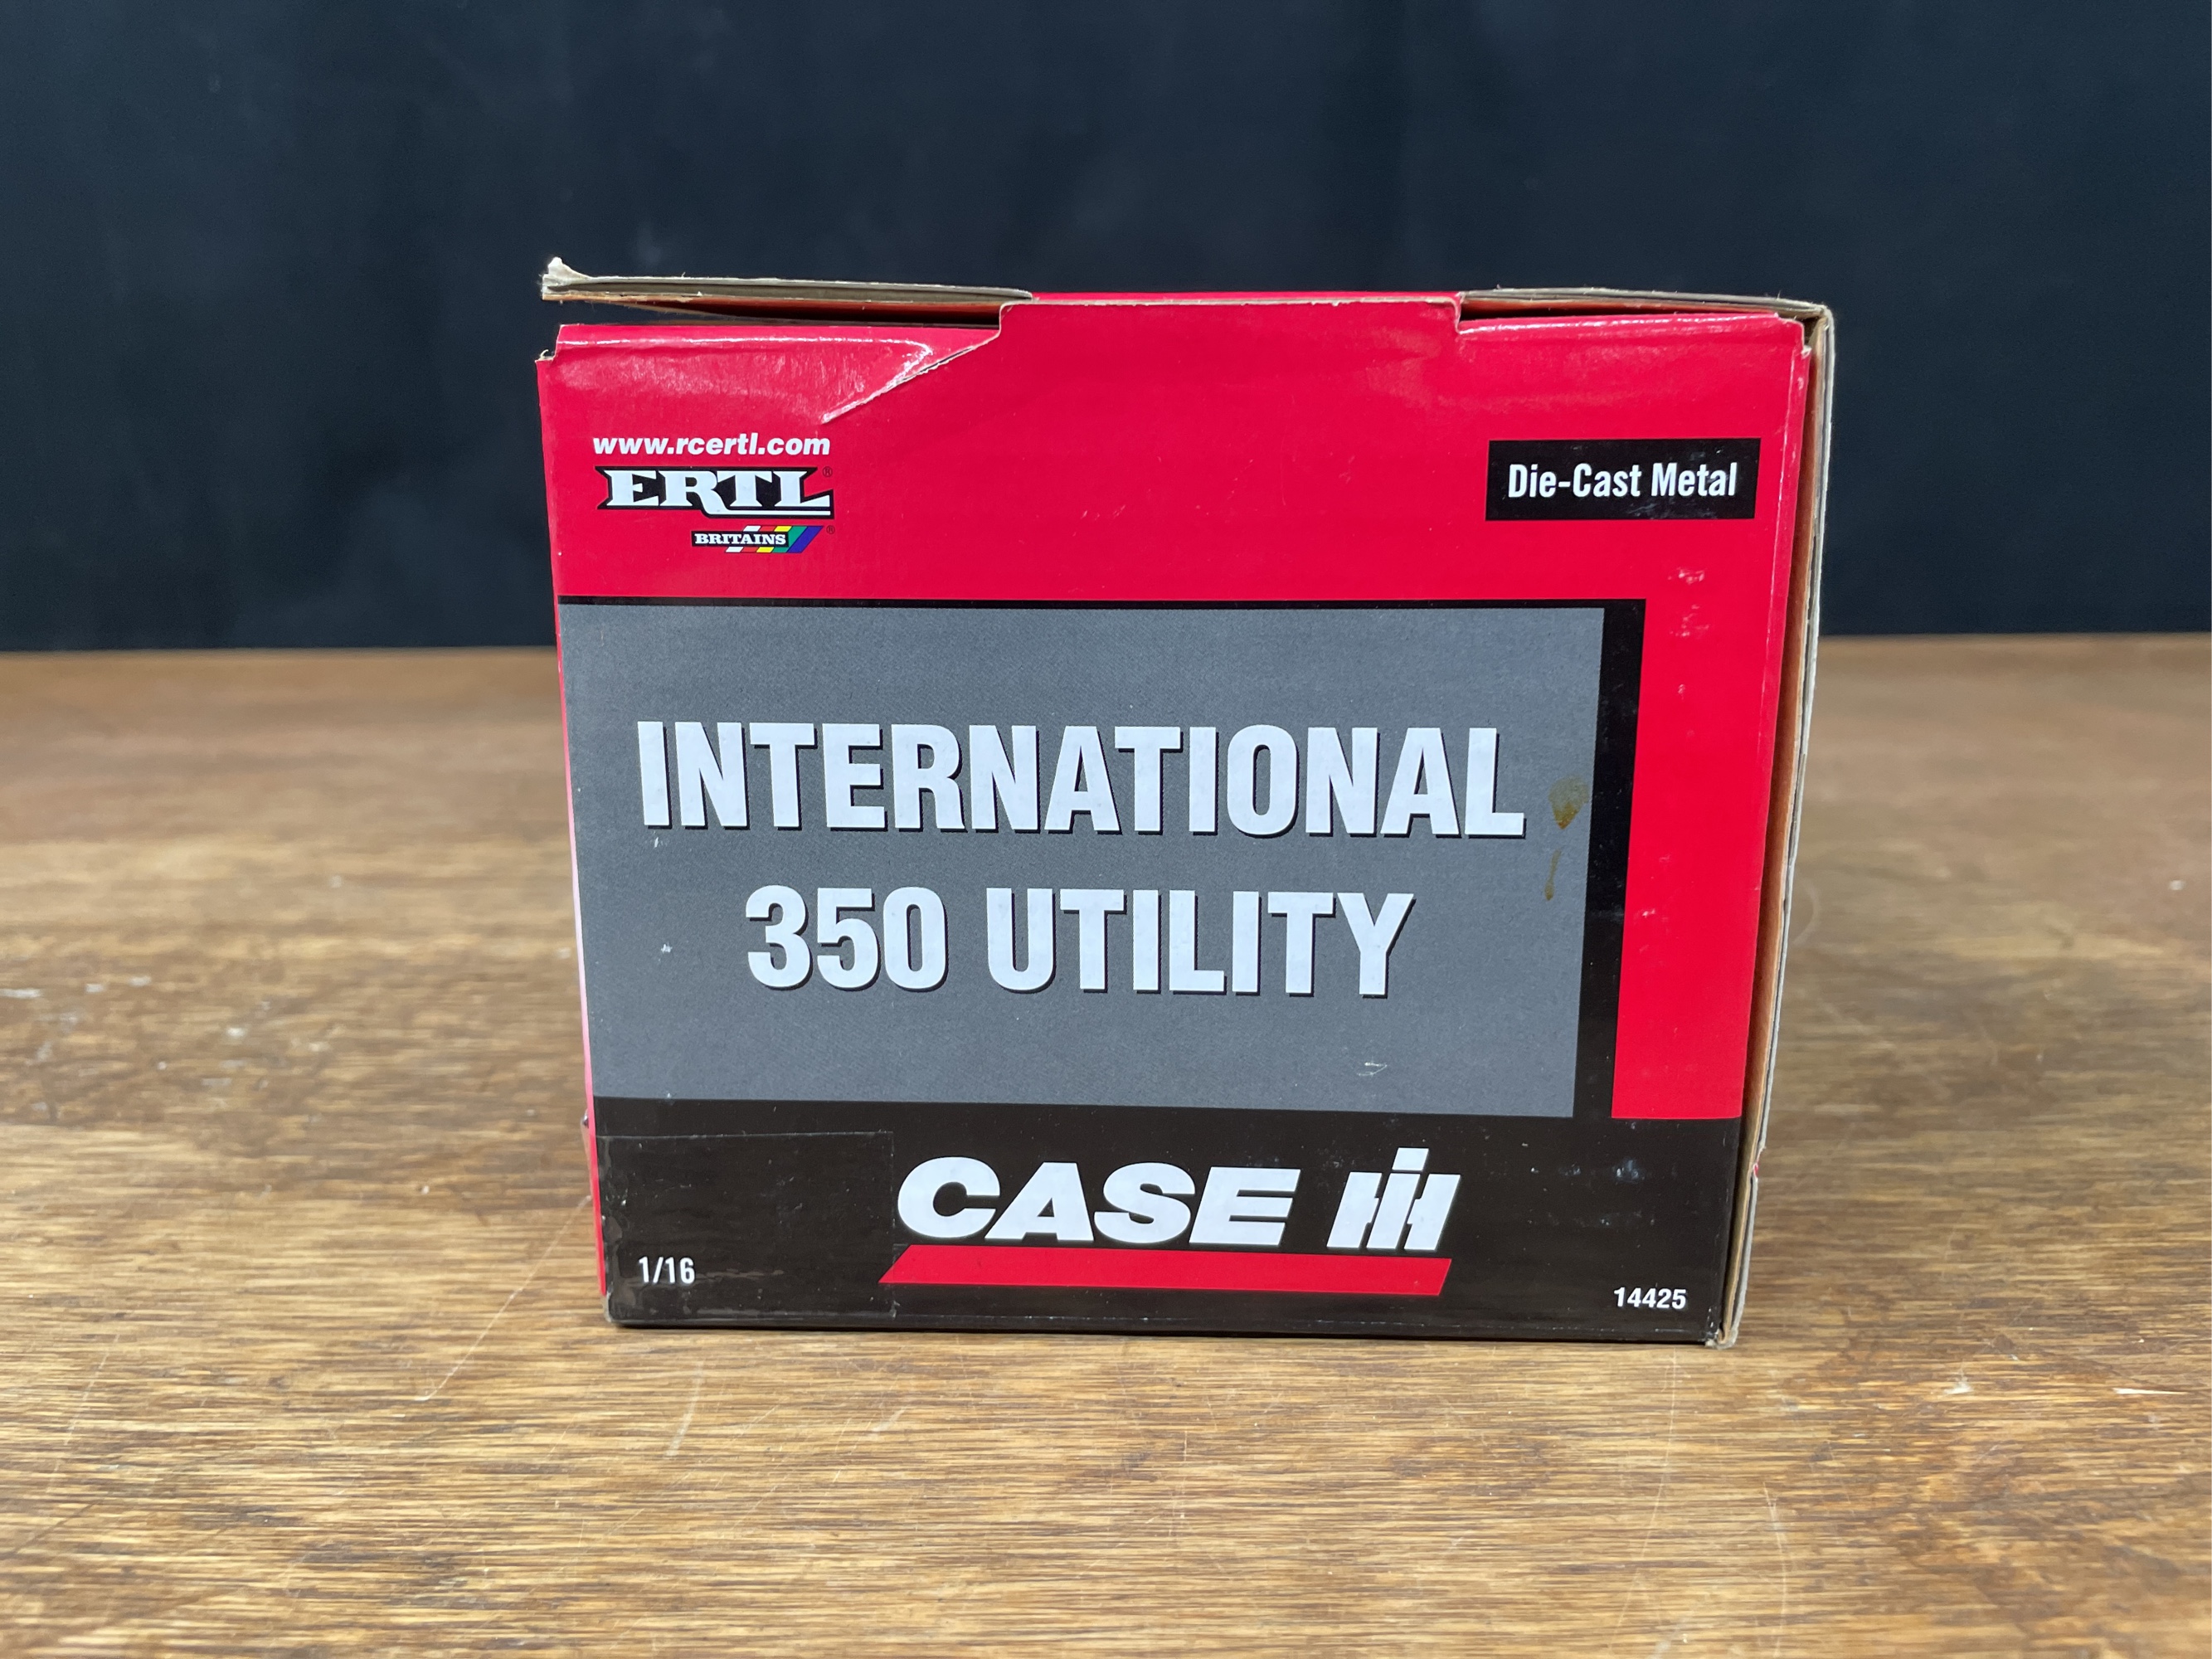 www.rcertl.com
ERTL®
BRITAINS®
Die-Cast Metal
INTERNATIONAL
350 UTILITY
CASE IH
1/16
14425